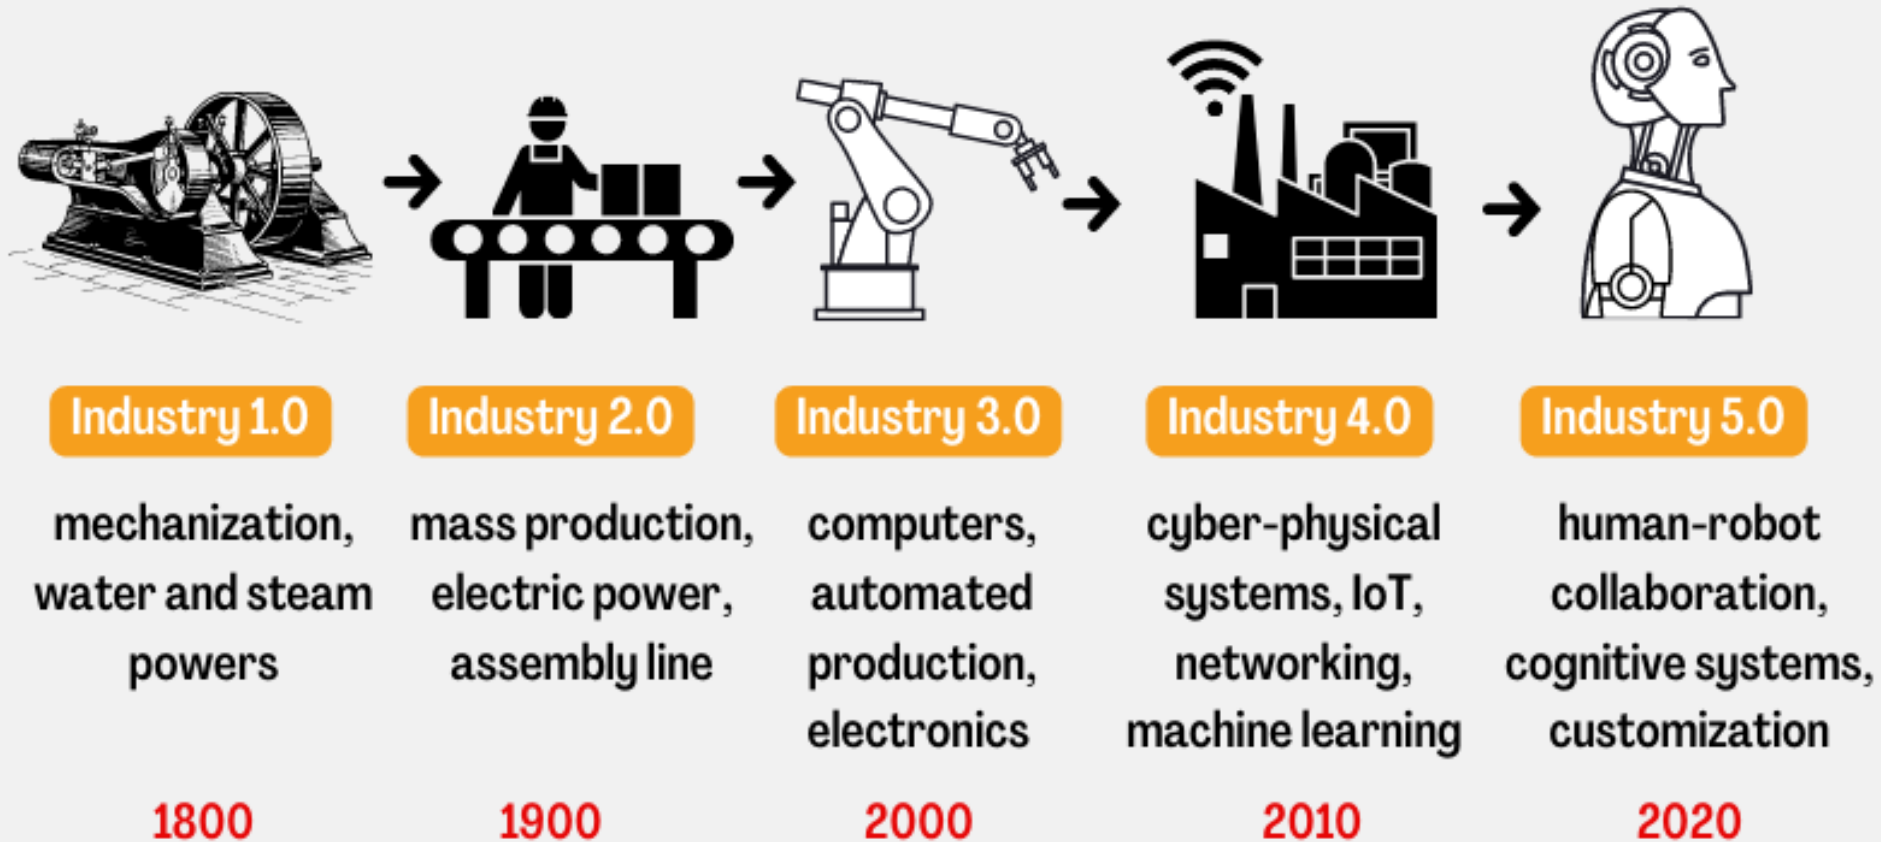 Industry 1.0
mechanization,
water and steam
powers
1800
Industry 2.0
mass production,
electric power,
assembly line
1900
Industry 3.0
computers,
automated
production,
electronics
2000
Industry 4.0
cyber-physical
systems, IoT,
networking,
machine learning
2010
Industry 5.0
human-robot
collaboration,
cognitive systems,
customization
2020